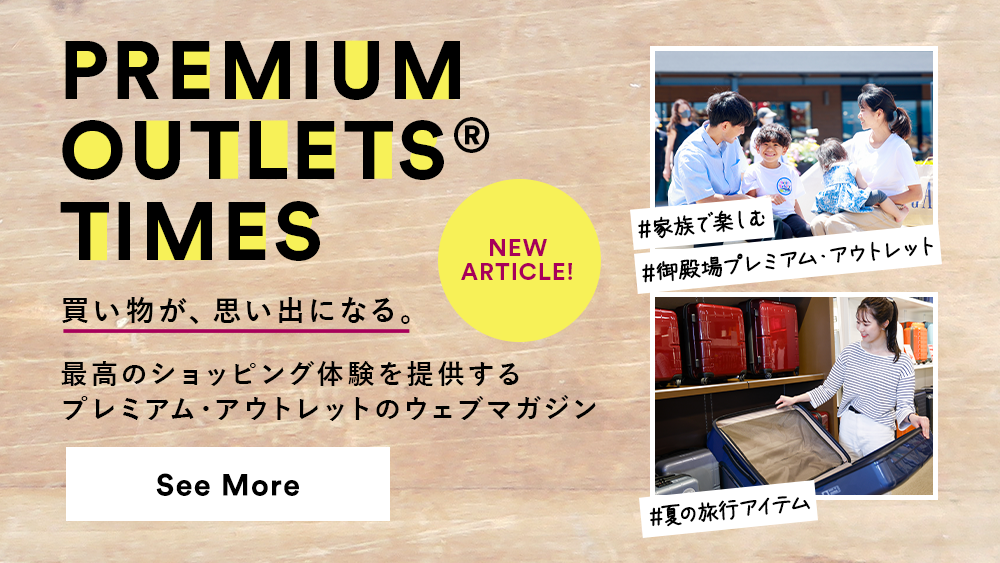 PREMIUM
OUTLETS®
TIMES
NEW
ARTICLE!
買い物が、思い出になる。
最高のショッピング体験を提供する
プレミアム・アウトレットのウェブマガジン
See More
#家族で楽しむ
#御殿場プレミアム・アウトレット
#夏の旅行アイテム